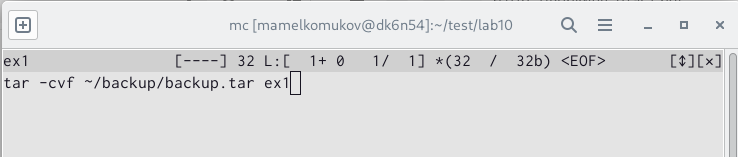 mc [mamelkomukov@dk6n54]:~/test/lab10
ex1 [----] 32 L:[ 1+ 0 1/ 1] *(32 / 32b) <EOF> [↕][×]
tar -cvf ~/backup/backup.tar ex1